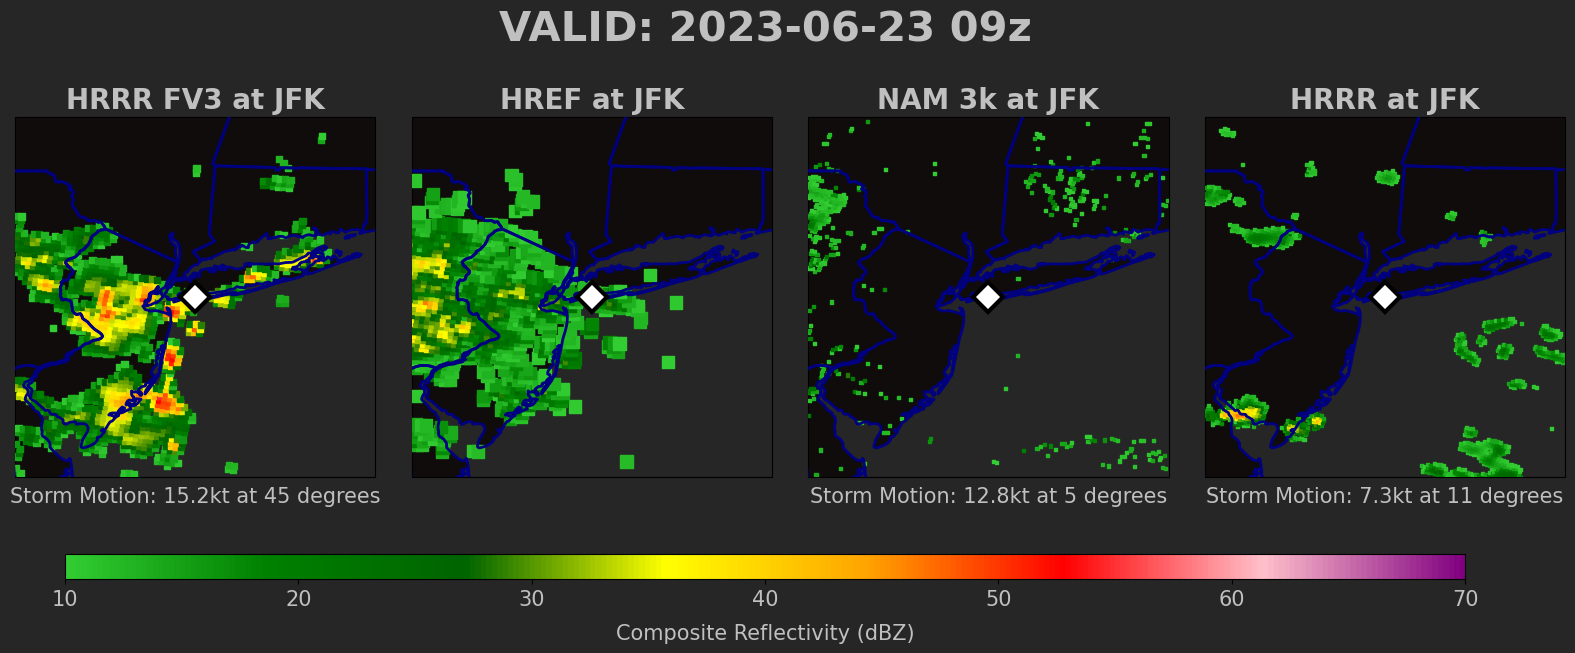 VALID: 2023-06-23 09z
HRRR FV3 at JFK
HREF at JFK
NAM 3k at JFK
HRRR at JFK
Storm Motion: 15.2kt at 45 degrees
Storm Motion: 12.8kt at 5 degrees
Storm Motion: 7.3kt at 11 degrees
10 20 30 40 50 60 70
Composite Reflectivity (dBZ)